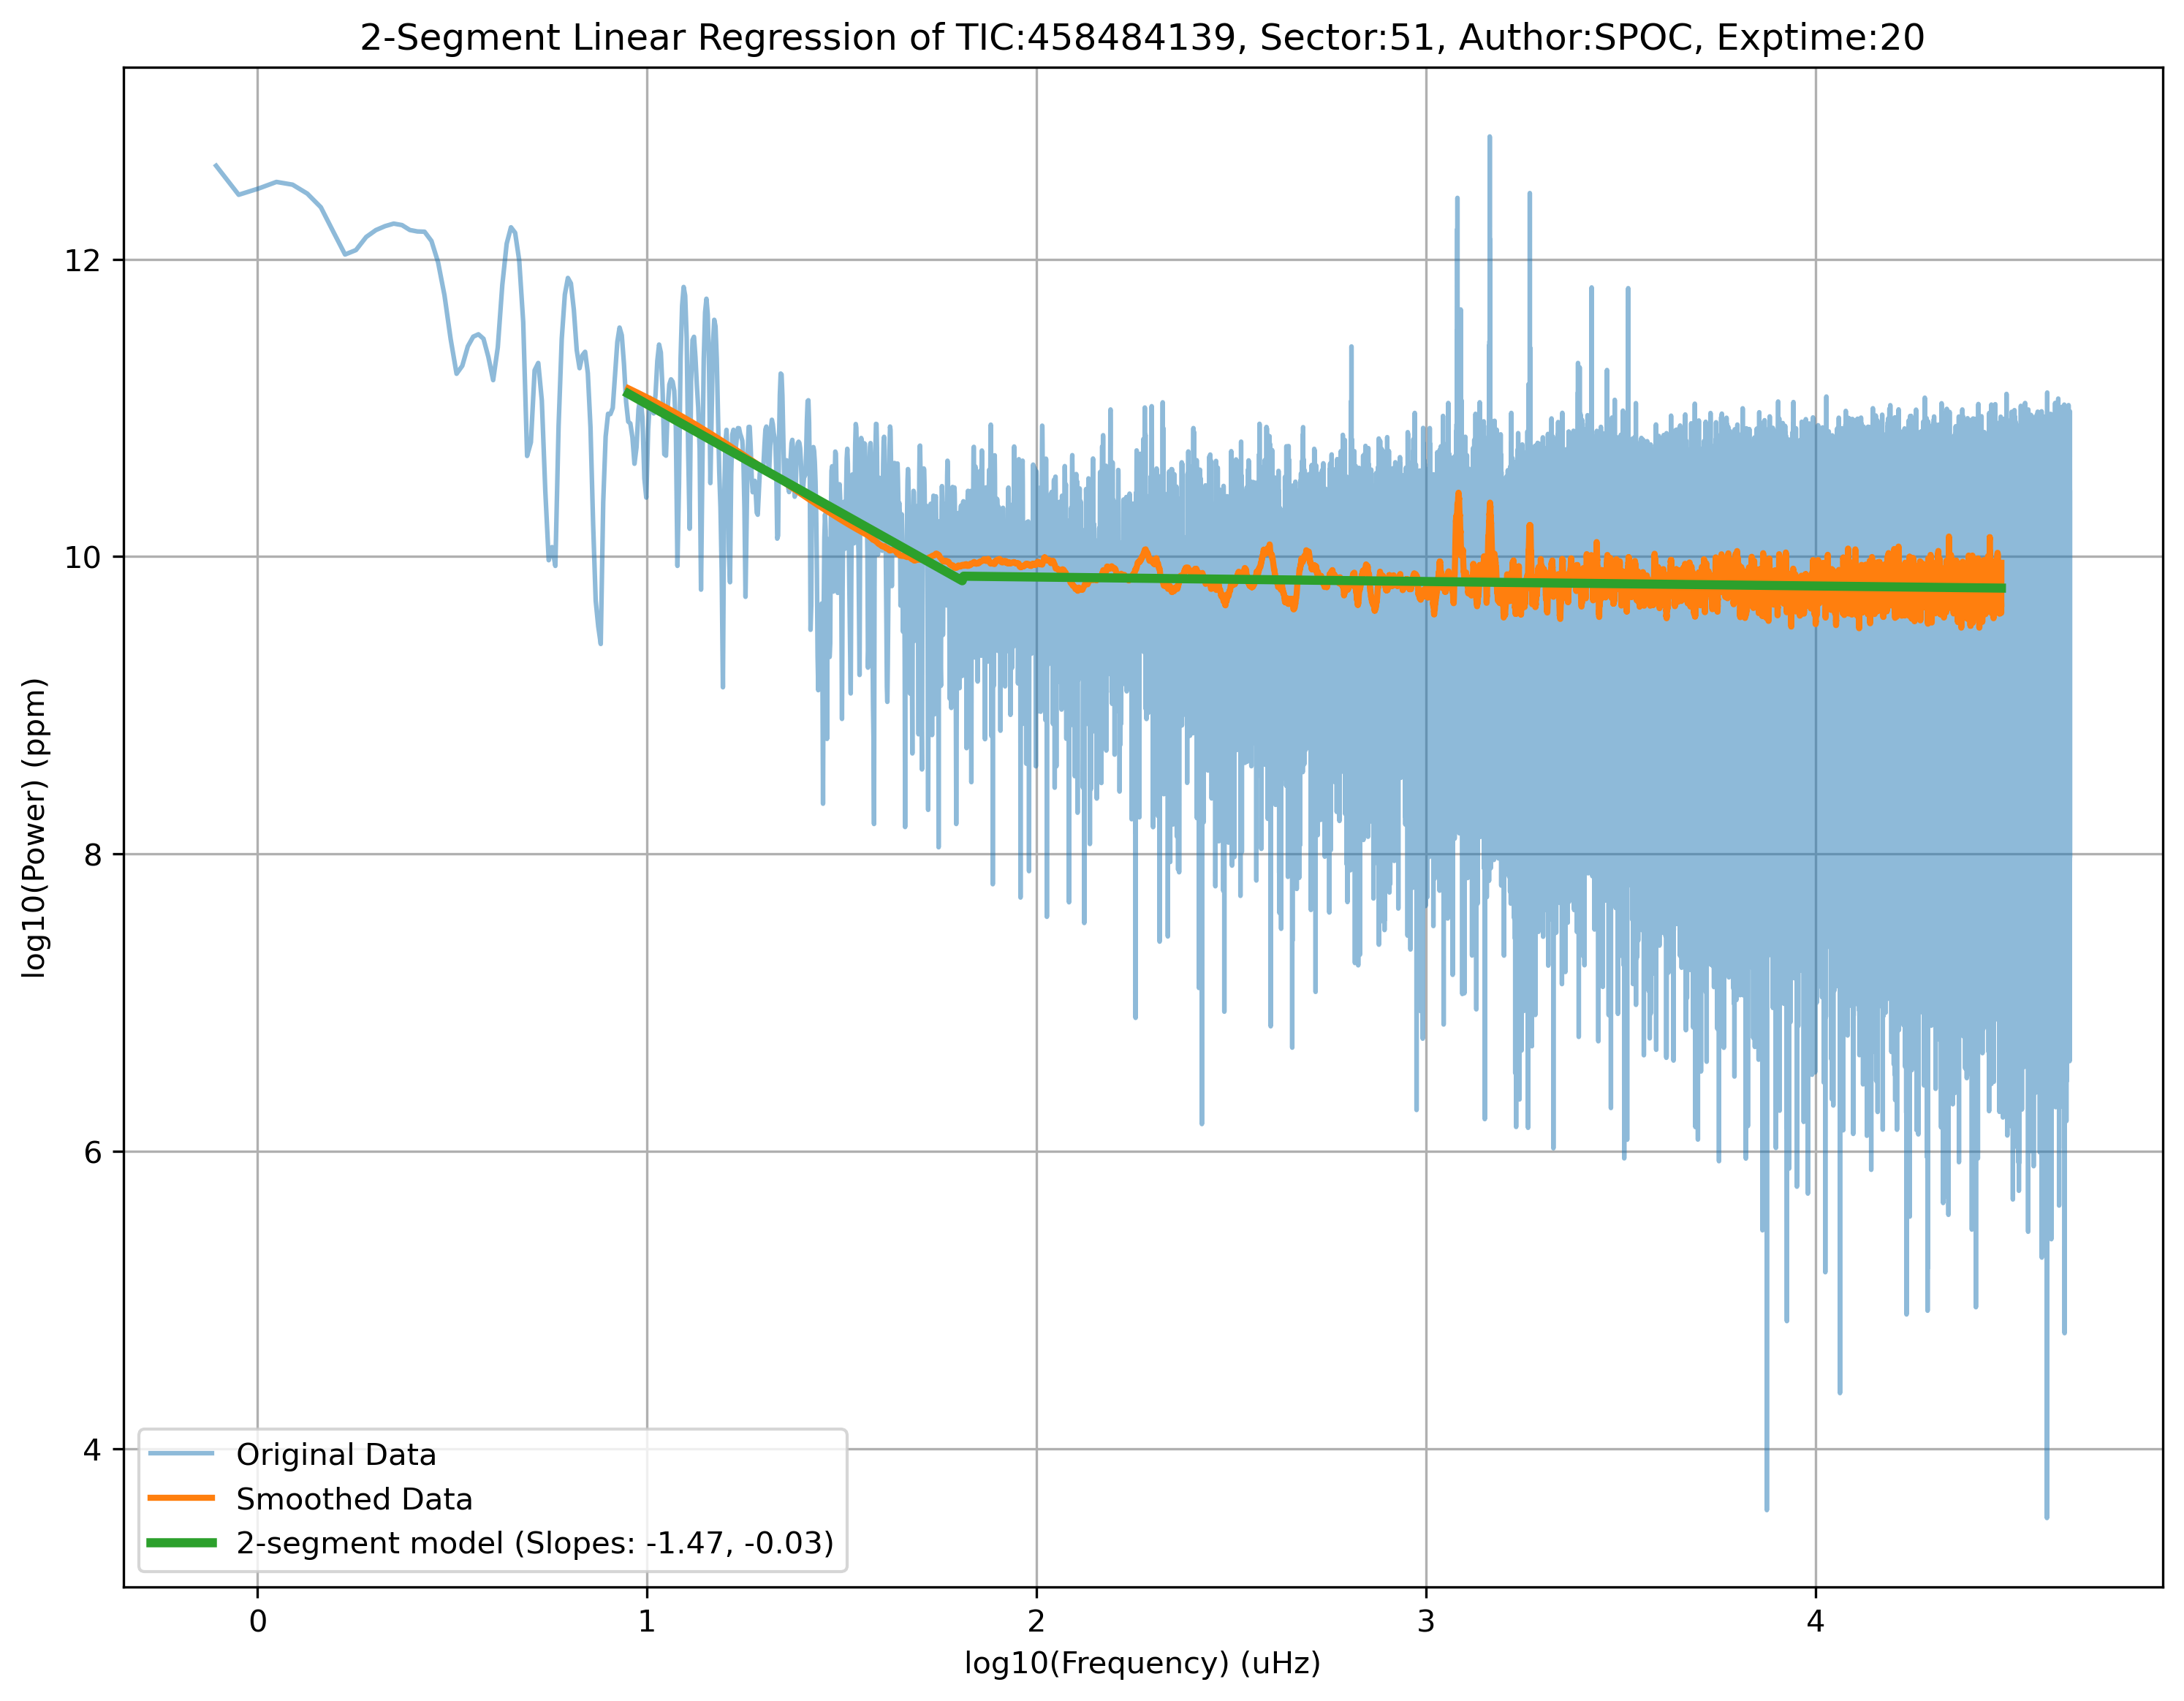 2-Segment Linear Regression of TIC:458484139, Sector:51, Author:SPOC, Exptime:20
log10(Power) (ppm)
12
10
8
6
4
Original Data
Smoothed Data
2-segment model (Slopes: -1.47, -0.03)
0 1 2 3 4
log10(Frequency) (uHz)